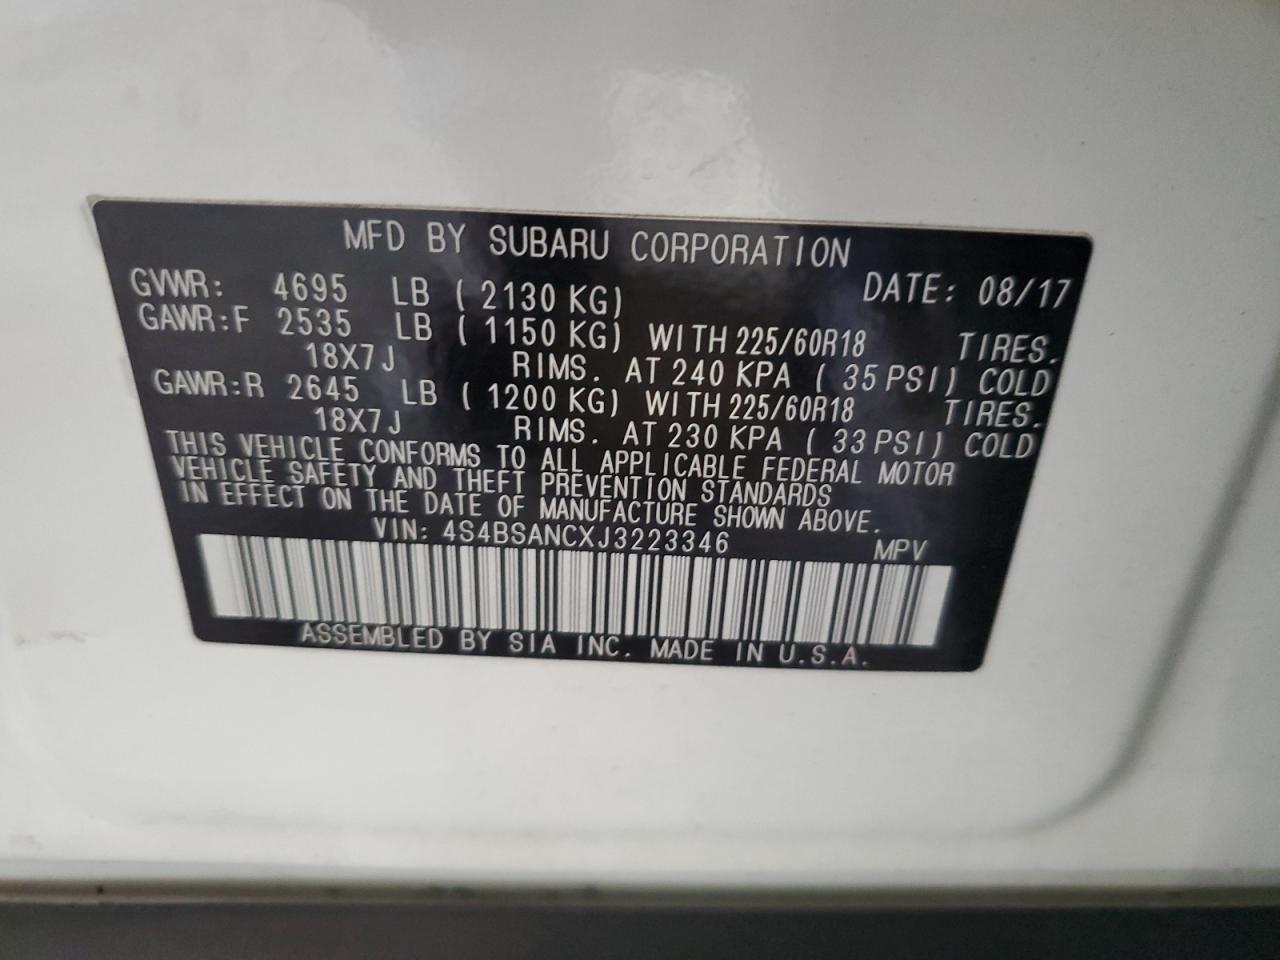 MFD BY SUBARU CORPORATION
GVWR: 4695 LB ( 2130 KG) DATE: 08/17
GAWR:F 2535 LB ( 1150 KG) WITH 225/60R18 TIRES.
18X7J RIMS. AT 240 KPA ( 35 PSI) COLD
GAWR:R 2645 LB ( 1200 KG) WITH 225/60R18 TIRES.
18X7J RIMS. AT 230 KPA ( 33 PSI) COLD
THIS VEHICLE CONFORMS TO ALL APPLICABLE FEDERAL MOTOR
VEHICLE SAFETY AND THEFT PREVENTION STANDARDS
IN EFFECT ON THE DATE OF MANUFACTURE SHOWN ABOVE.
VIN: 4S4BSANCXJ3223346 MPV
ASSEMBLED BY SIA INC. MADE IN U.S.A.